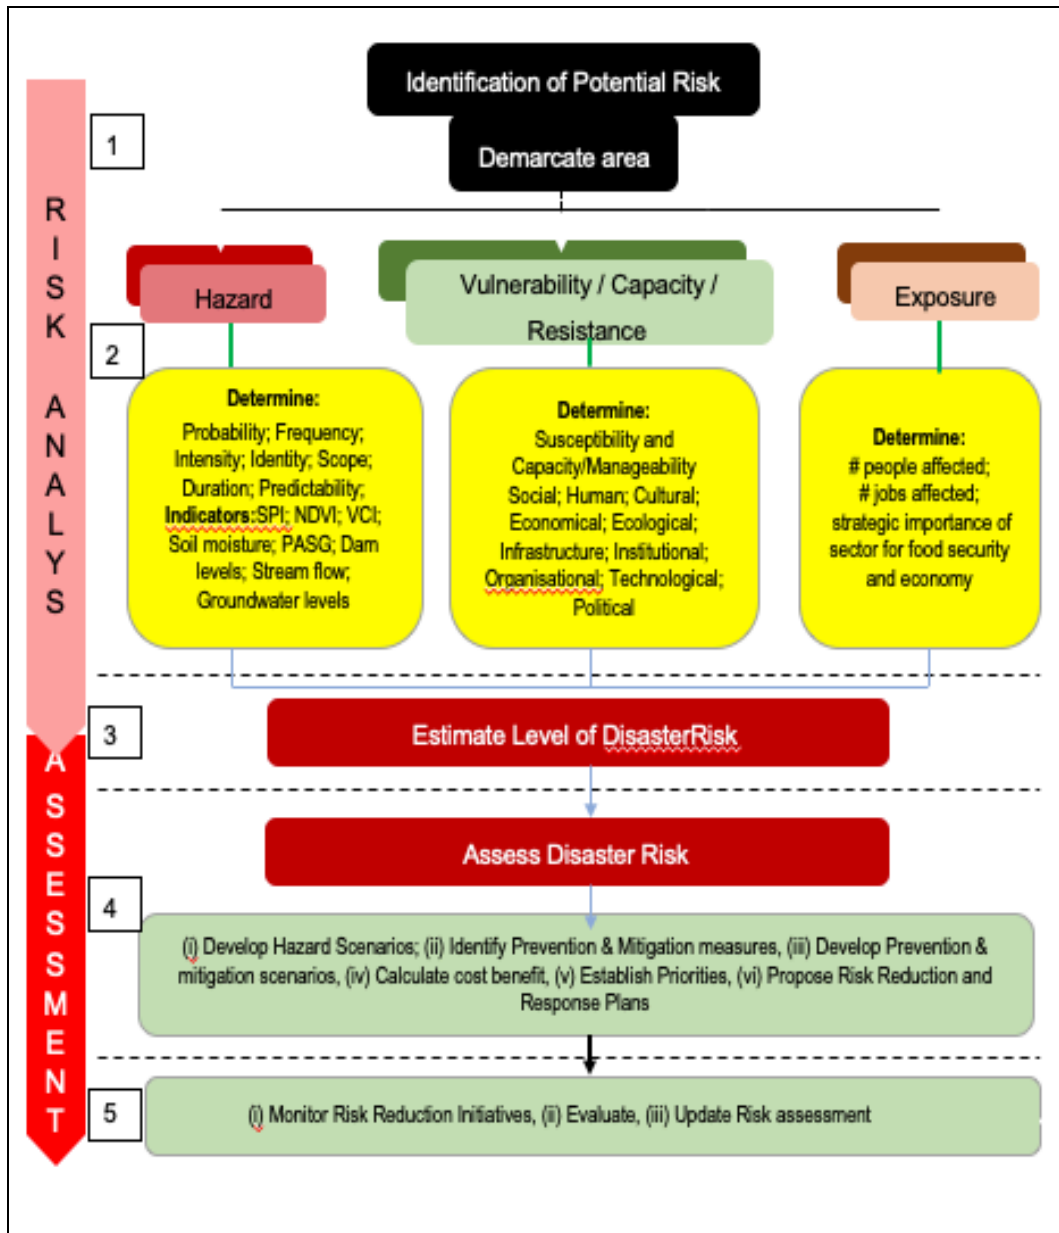 Identification of Potential Risk
Demarcate area
1
RISK ANALYS
Hazard
Vulnerability / Capacity /
Resistance
Exposure
2
Determine:
Probability; Frequency;
Intensity; Identity; Scope;
Duration; Predictability;
Indicators:SPI; NDVI; VCI;
Soil moisture; PASG; Dam
levels; Stream flow;
Groundwater levels
Determine:
Susceptibility and
Capacity/Manageability
Social; Human; Cultural;
Economical; Ecological;
Infrastructure; Institutional;
Organisational; Technological;
Political
Determine:
# people affected;
# jobs affected;
strategic importance of
sector for food security
and economy
3
Estimate Level of DisasterRisk
ASSESSMENT
Assess Disaster Risk
4
(i) Develop Hazard Scenarios; (ii) Identify Prevention & Mitigation measures, (iii) Develop Prevention &
mitigation scenarios, (iv) Calculate cost benefit, (v) Establish Priorities, (vi) Propose Risk Reduction and
Response Plans
5
(i) Monitor Risk Reduction Initiatives, (ii) Evaluate, (iii) Update Risk assessment